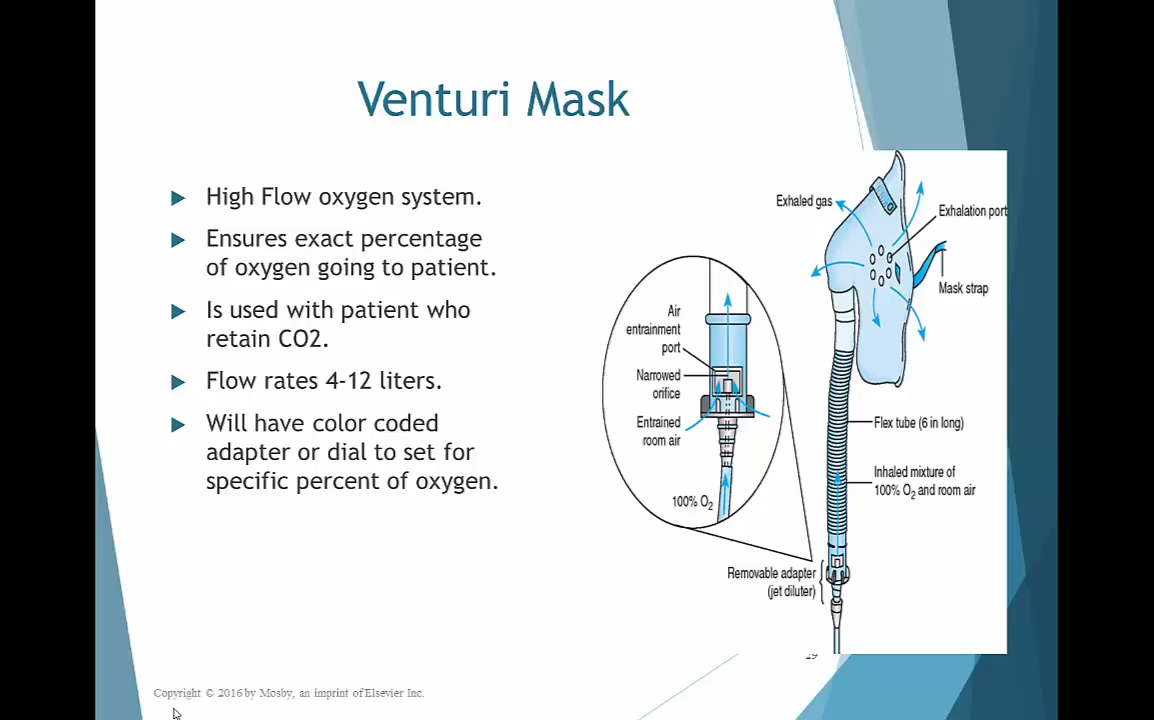 Venturi Mask
High Flow oxygen system.
Ensures exact percentage
of oxygen going to patient.
Is used with patient who
retain CO2.
Flow rates 4-12 liters.
Will have color coded
adapter or dial to set for
specific percent of oxygen.
Exhaled gas
Exhalation port
Mask strap
Air
entrainment
port
Narrowed
orifice
Entrained
room air
100% O2
Flex tube (6 in long)
Inhaled mixture of
100% O2 and room air
Removable adapter
(jet diluter)
Copyright © 2016 by Mosby, an imprint of Elsevier Inc.